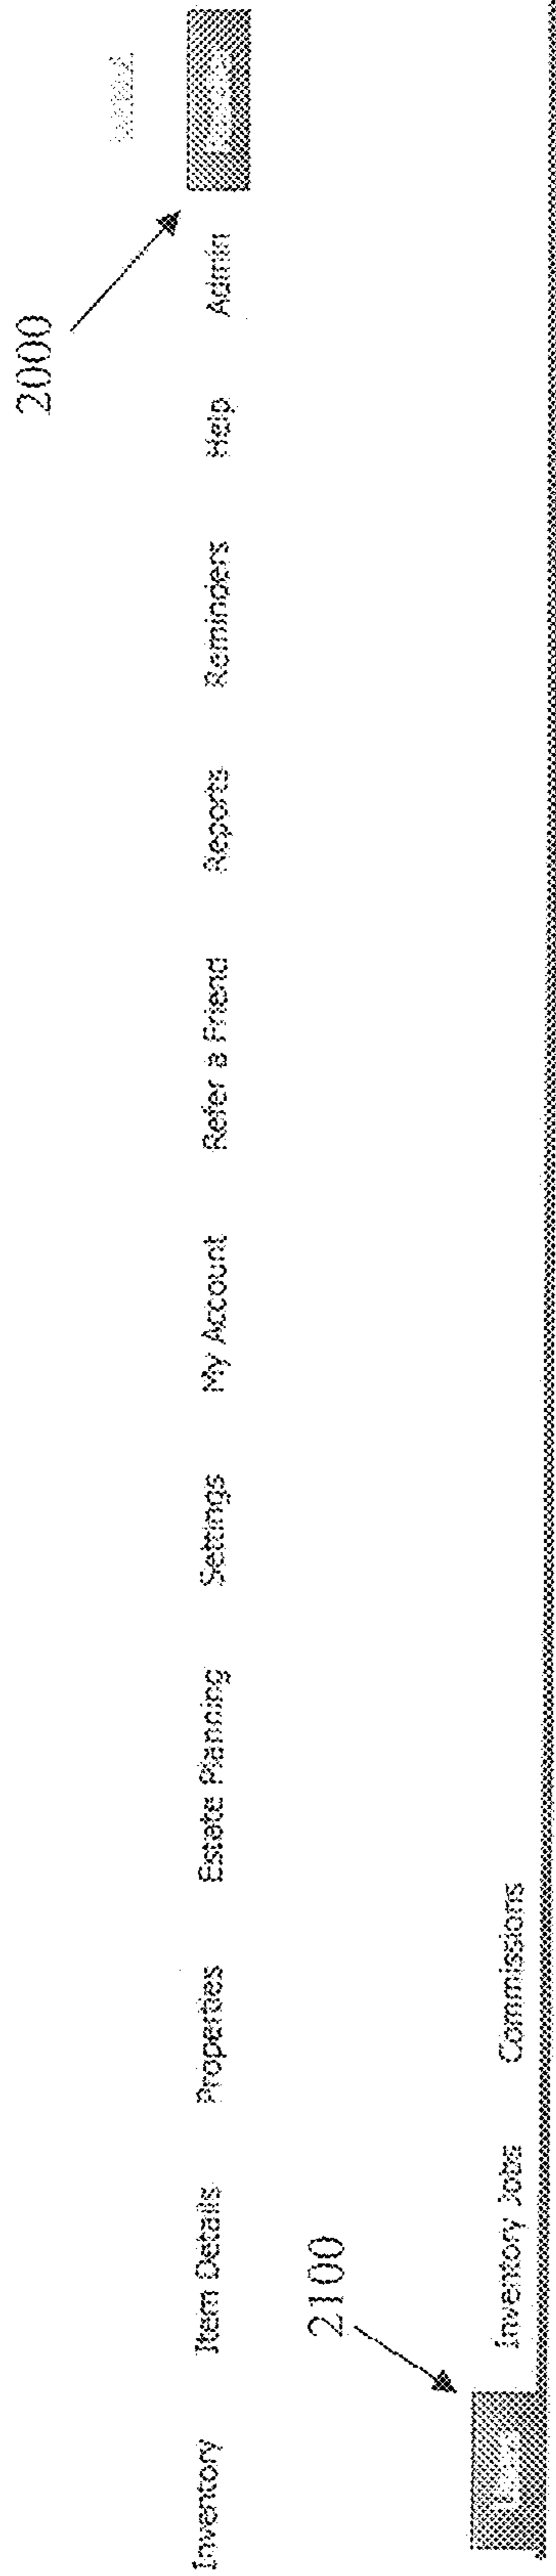 2000
Inventory Item Details Properties Estate Planning Settings My Account Refer a Friend Reports Reminders Help Admin
2100
Inventory Jobs Commissions